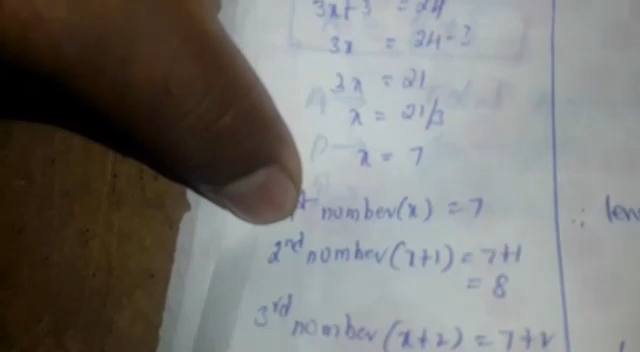 3x+3 = 24
3x = 24-3
3x = 21
x = 21/3
x = 7
number(x) = 7
2nd number(x+1) = 7+1
= 8
3rd number(x+2) = 7+2
∴ len